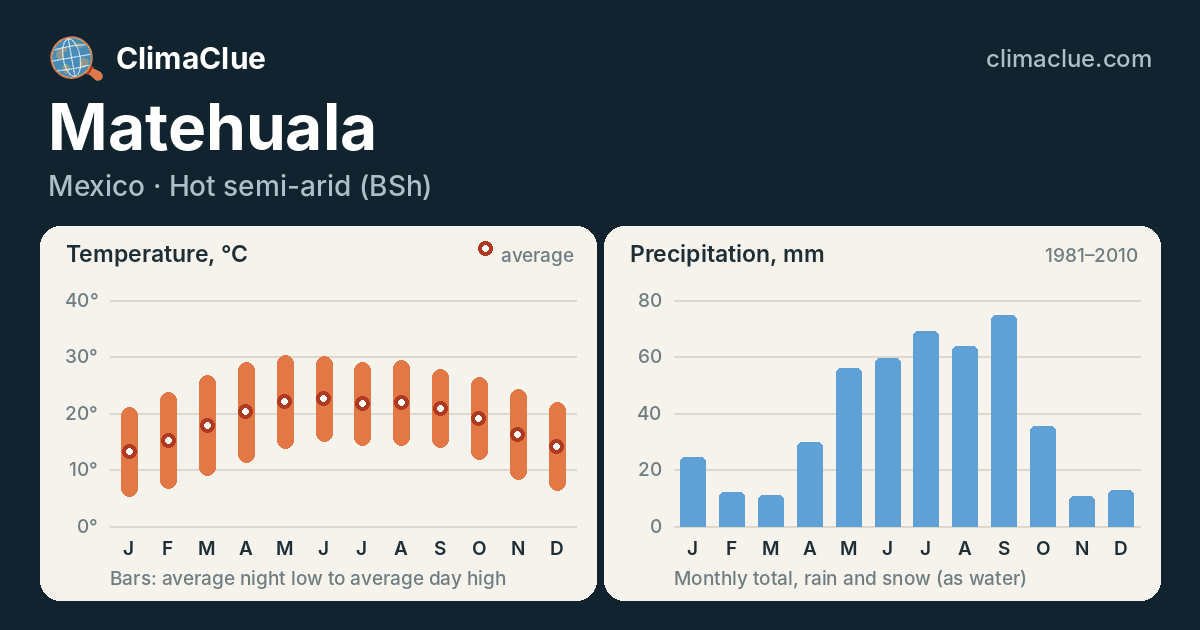 ClimaClue
climaclue.com
Matehuala
Mexico · Hot semi-arid (BSh)
Temperature, °C
average
40°
30°
20°
10°
0°
J F M A M J J A S O N D
Bars: average night low to average day high
Precipitation, mm
1981–2010
80
60
40
20
0
J F M A M J J A S O N D
Monthly total, rain and snow (as water)